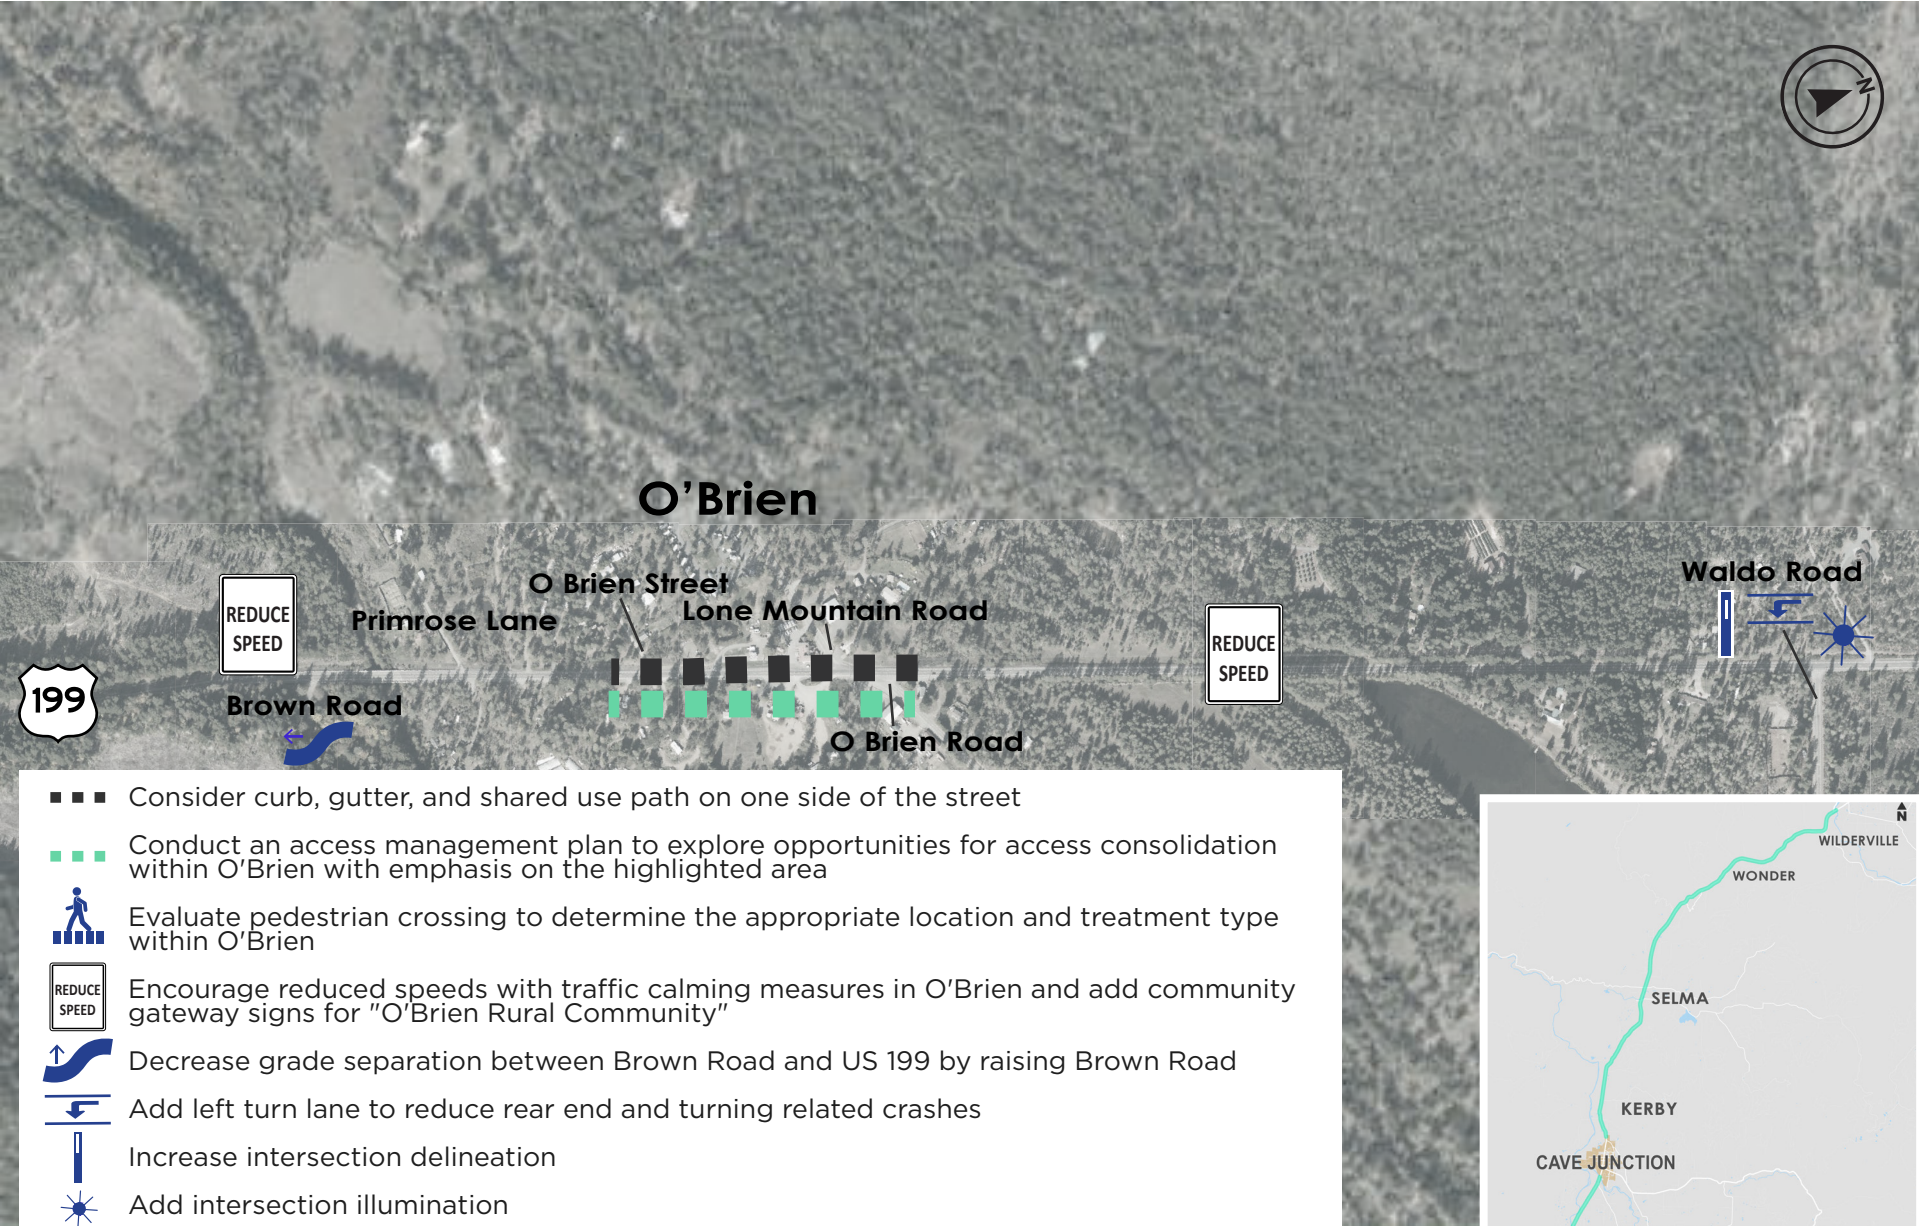 N
O'Brien
Waldo Road
O Brien Street
REDUCE
SPEED
Primrose Lane
Lone Mountain Road
REDUCE
SPEED
199
Brown Road
O Brien Road
Consider curb, gutter, and shared use path on one side of the street
Conduct an access management plan to explore opportunities for access consolidation
within O'Brien with emphasis on the highlighted area
Evaluate pedestrian crossing to determine the appropriate location and treatment type
within O'Brien
REDUCE
SPEED
Encourage reduced speeds with traffic calming measures in O'Brien and add community
gateway signs for "O'Brien Rural Community"
Decrease grade separation between Brown Road and US 199 by raising Brown Road
Add left turn lane to reduce rear end and turning related crashes
Increase intersection delineation
Add intersection illumination
N
WILDERVILLE
WONDER
SELMA
KERBY
CAVE JUNCTION